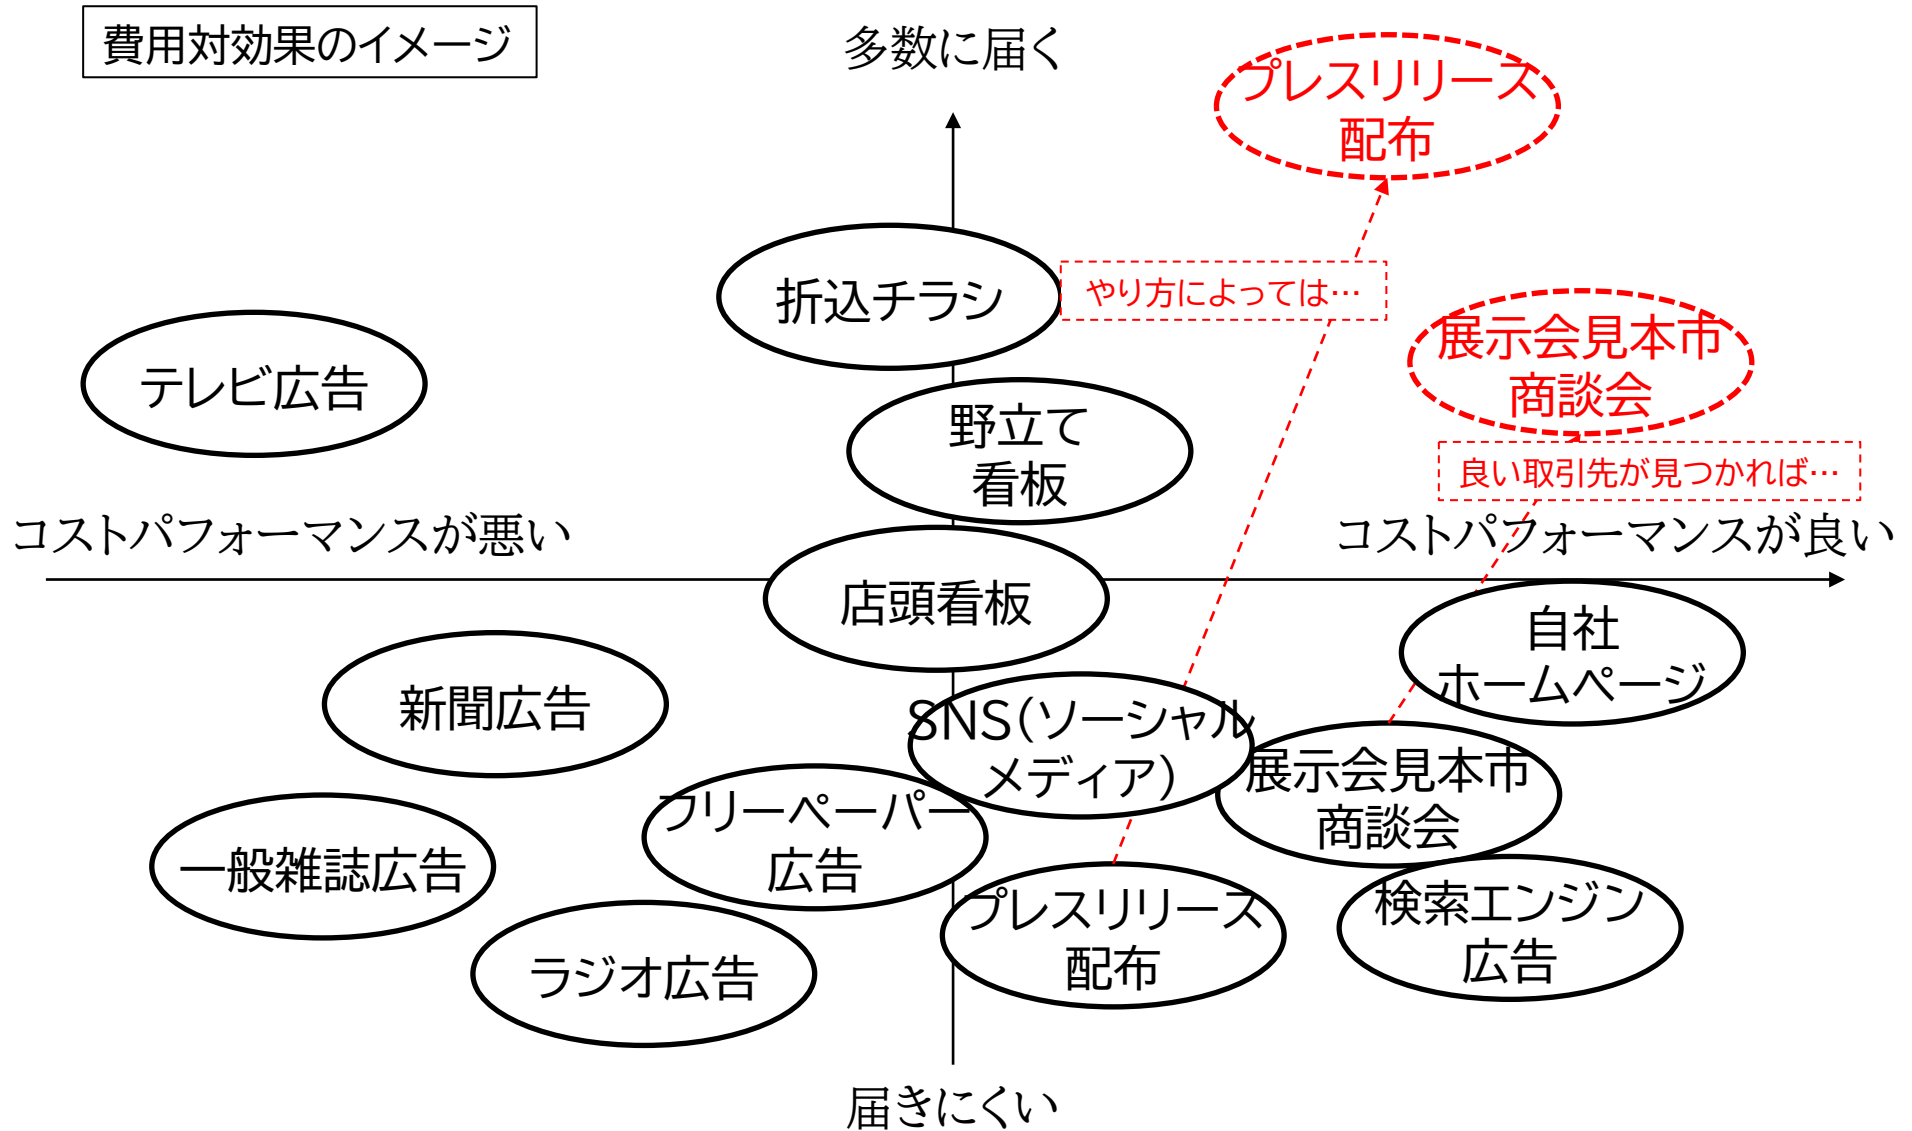 費用対効果のイメージ
多数に届く
プレスリリース
配布
折込チラシ
やり方によっては…
展示会見本市
商談会
テレビ広告
野立て
看板
良い取引先が見つかれば…
コストパフォーマンスが悪い
コストパフォーマンスが良い
店頭看板
自社
ホームページ
新聞広告
SNS(ソーシャル
メディア)
展示会見本市
商談会
フリーペーパー
広告
一般雑誌広告
プレスリリース
配布
検索エンジン
広告
ラジオ広告
届きにくい